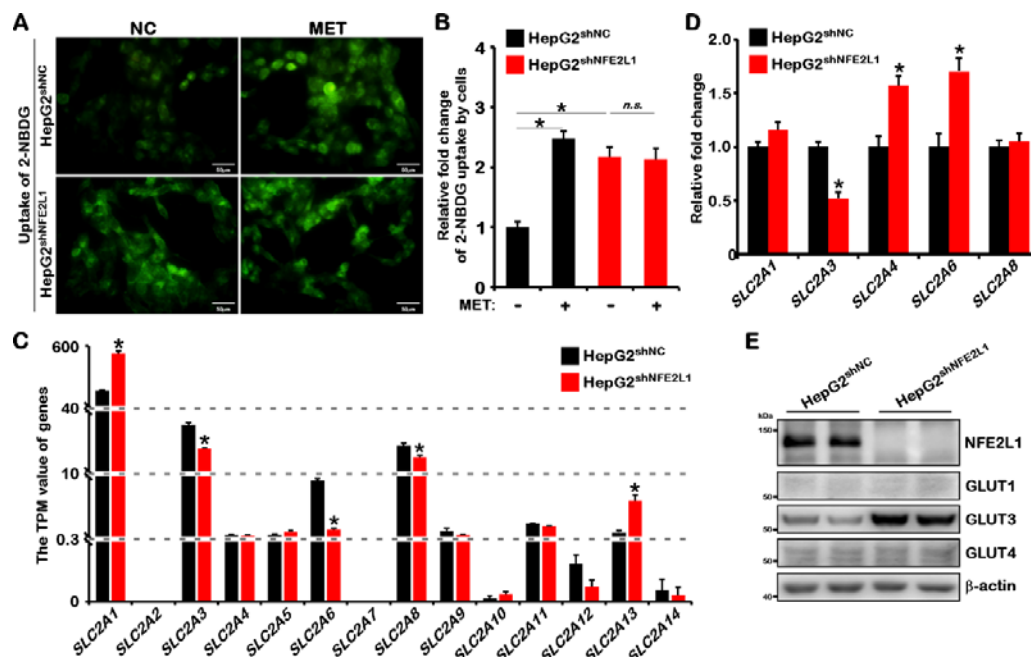 A
NC
MET
Uptake of 2-NBDG
HepG2shNC
HepG2shNFE2L1
50μm
50μm
50μm
50μm
B
HepG2shNC
HepG2shNFE2L1
Relative fold change
of 2-NBDG uptake by cells
4
3
2
1
0
*
*
n.s.
MET: - + - +
D
HepG2shNC
HepG2shNFE2L1
Relative fold change
2.0
1.5
1.0
0.5
0.0
*
*
*
SLC2A1 SLC2A3 SLC2A4 SLC2A6 SLC2A8
C
HepG2shNC
HepG2shNFE2L1
The TPM value of genes
600
40
10
0.3
0
*
*
*
*
*
SLC2A1 SLC2A2 SLC2A3 SLC2A4 SLC2A5 SLC2A6 SLC2A7 SLC2A8 SLC2A9 SLC2A10 SLC2A11 SLC2A12 SLC2A13 SLC2A14
E
HepG2shNC HepG2shNFE2L1
kDa
150
NFE2L1
GLUT1
50
GLUT3
50
GLUT4
50
β-actin
40